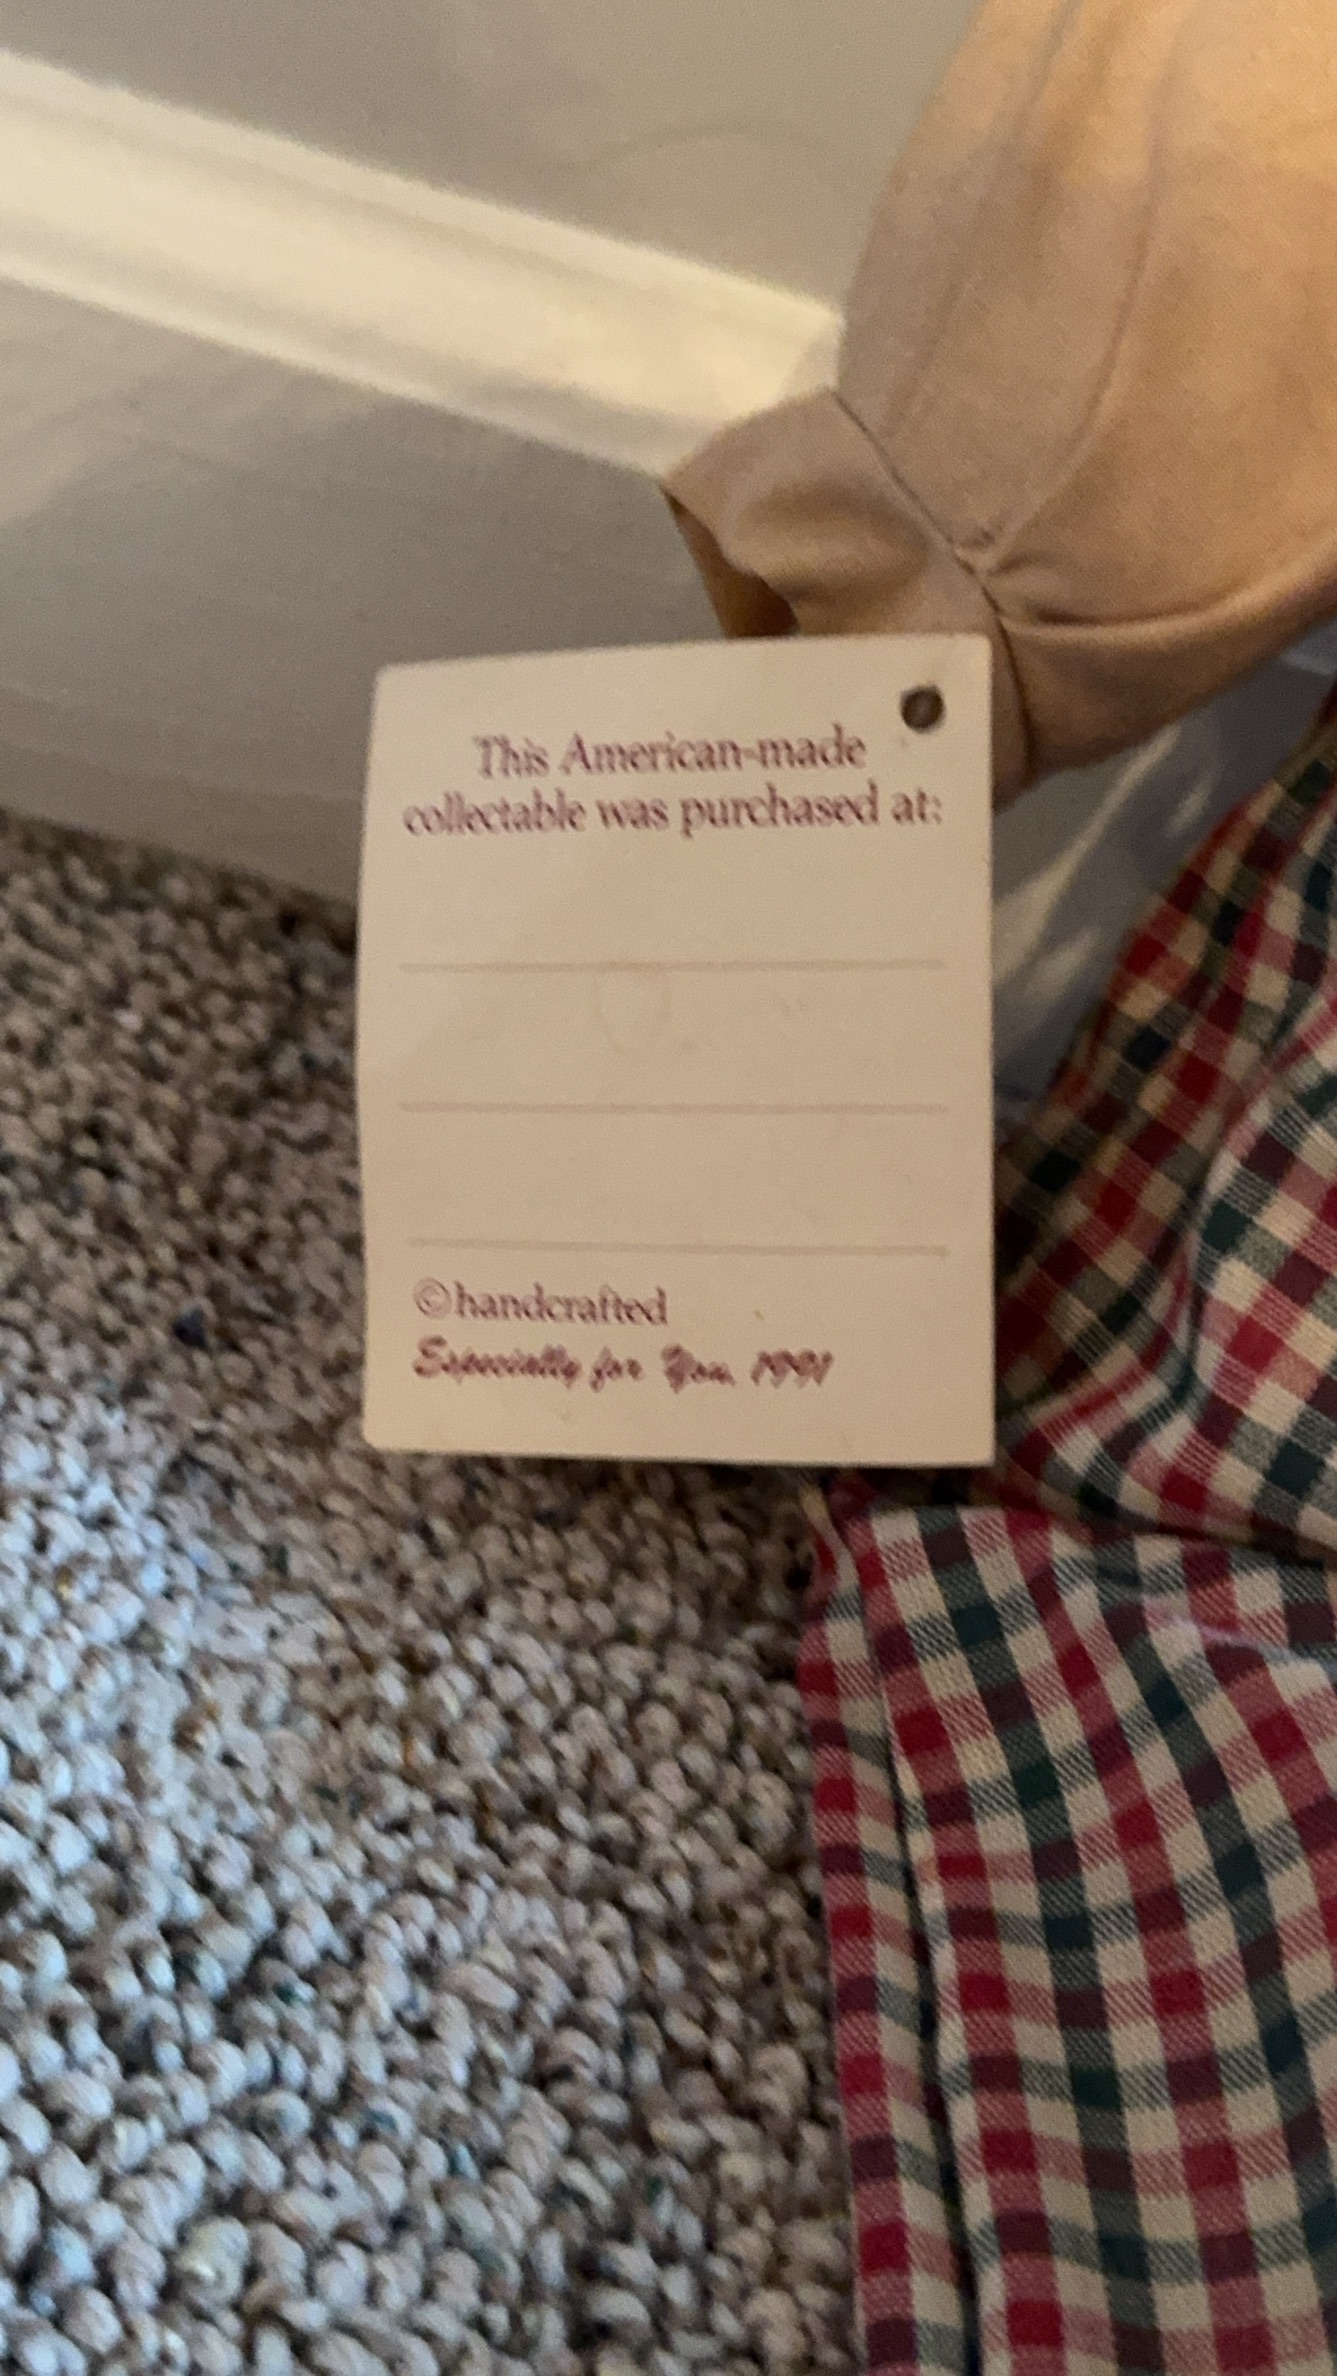 This American-made
collectable was purchased at:
©handcrafted
Especially for You, 1991